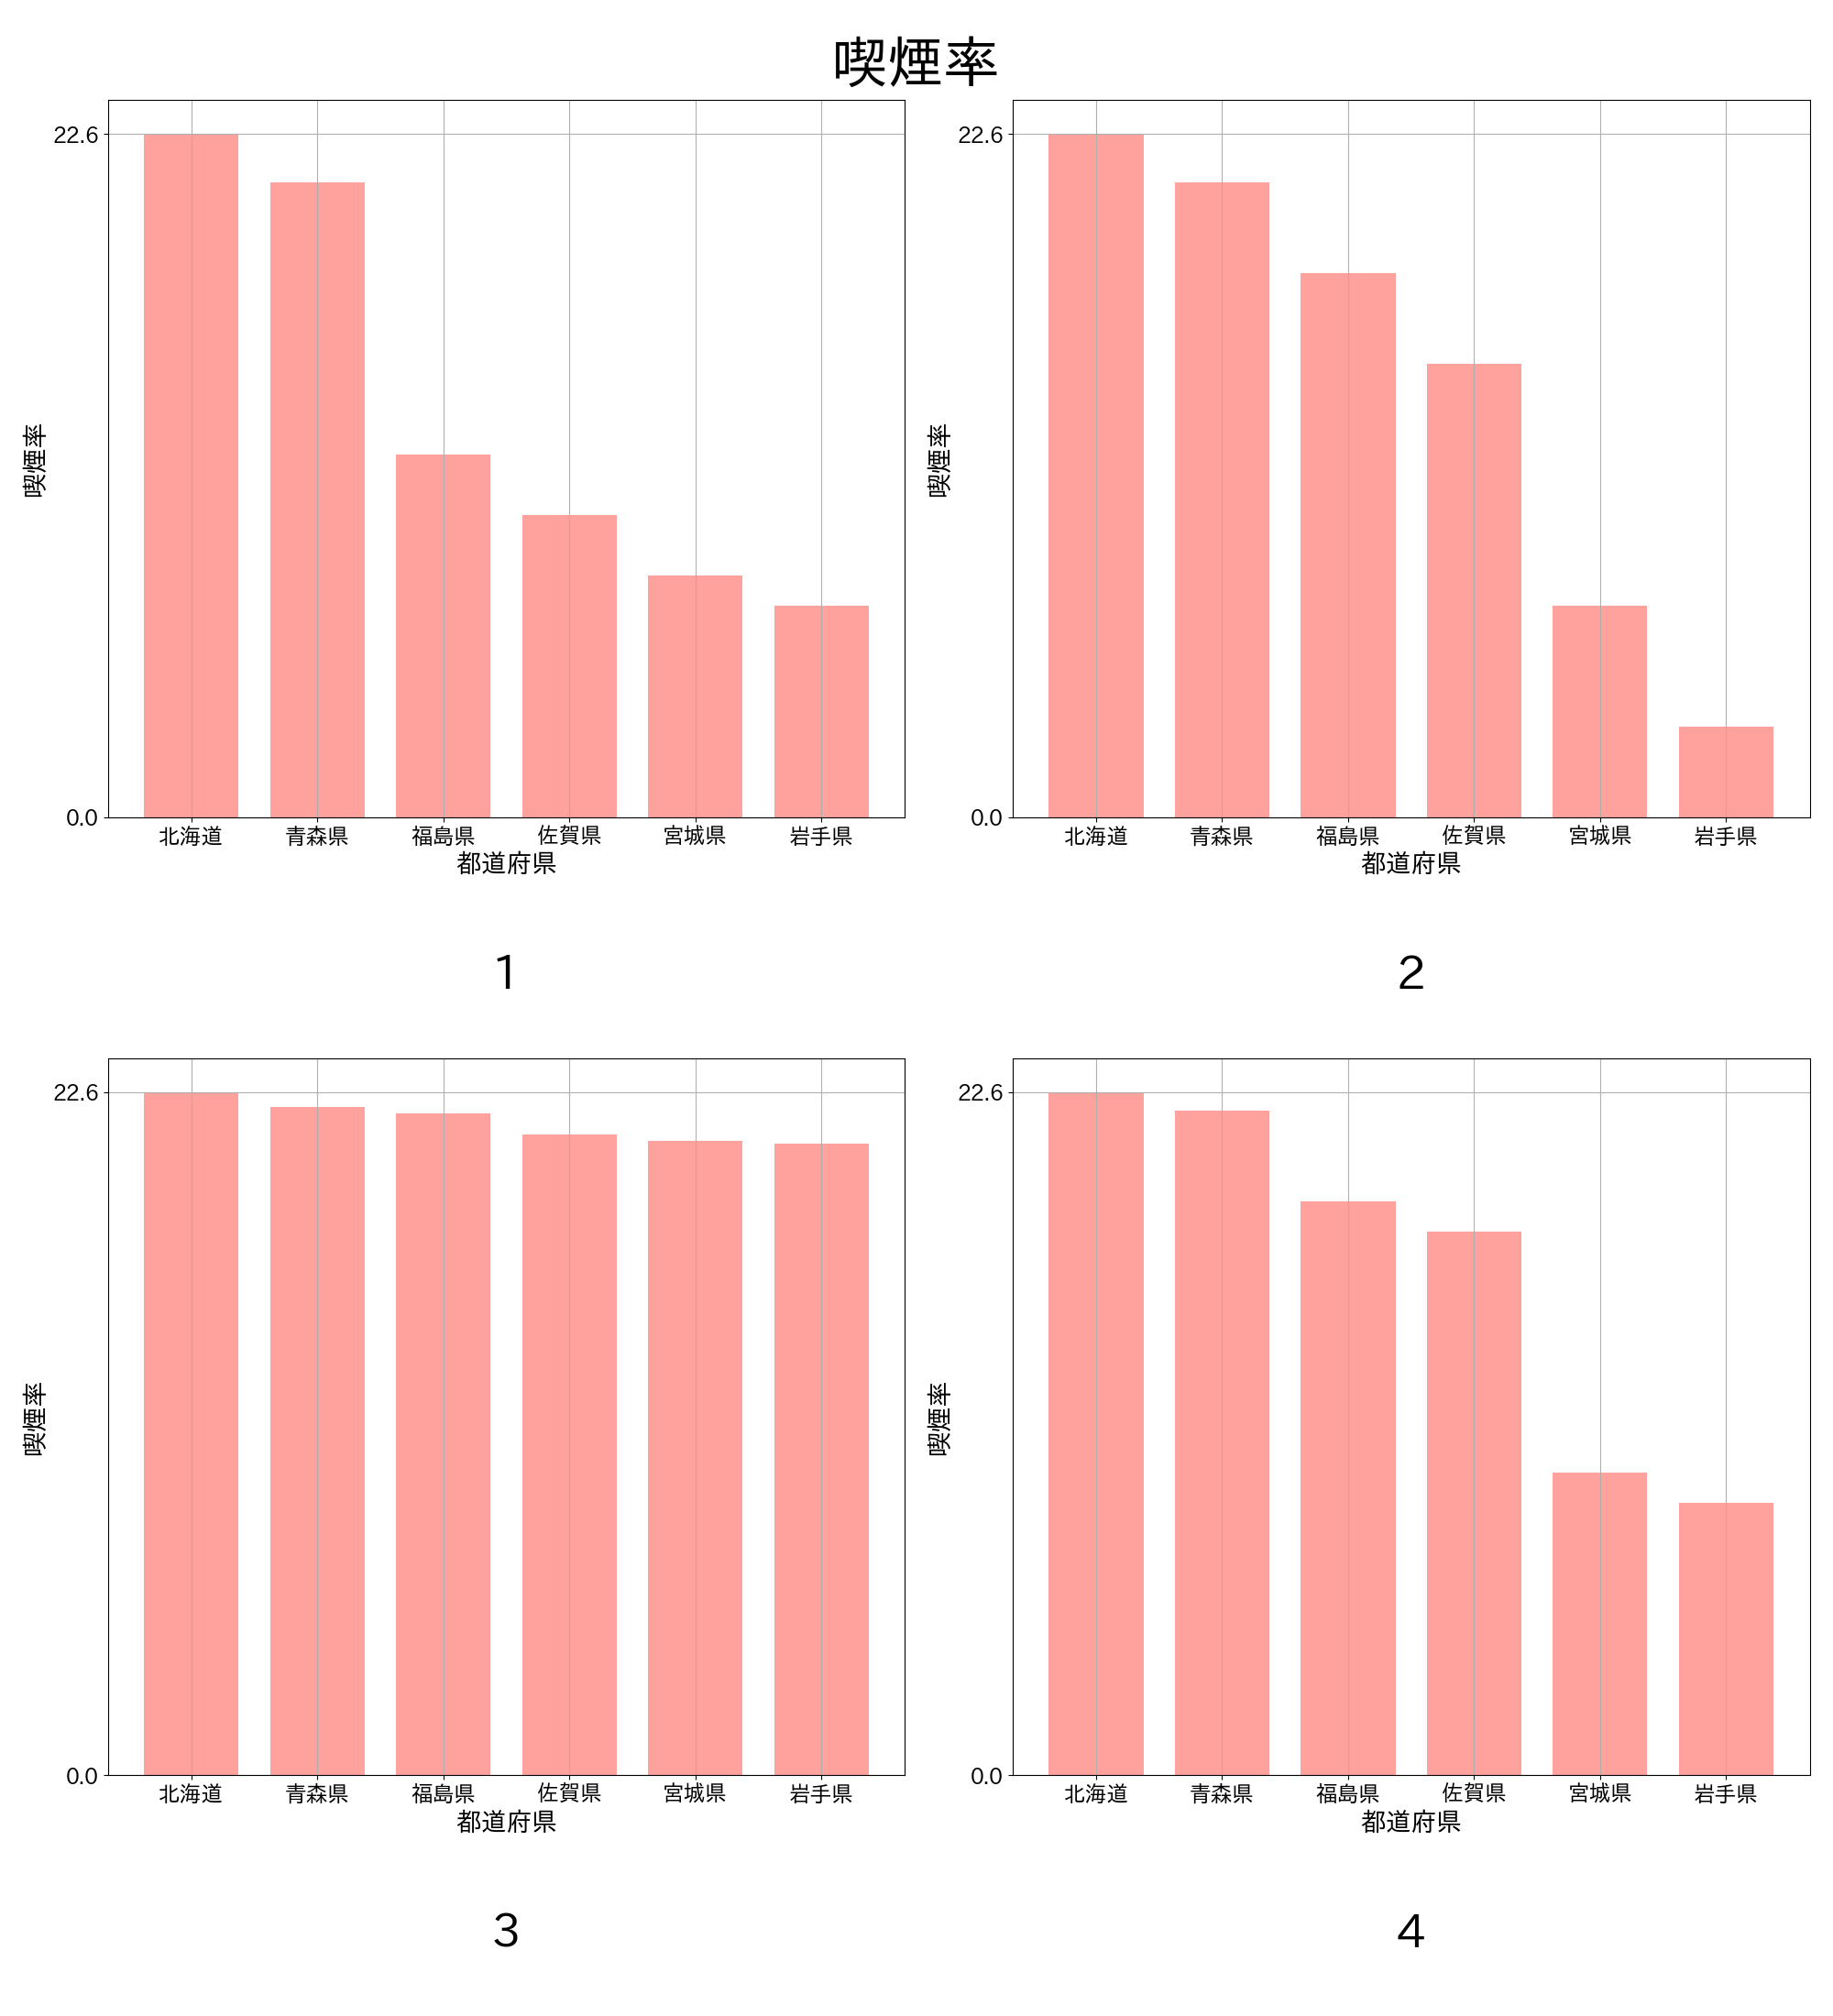 喫煙率
22.6
喫煙率
0.0
北海道 青森県 福島県 佐賀県 宮城県 岩手県
都道府県
1
22.6
喫煙率
0.0
北海道 青森県 福島県 佐賀県 宮城県 岩手県
都道府県
2
22.6
喫煙率
0.0
北海道 青森県 福島県 佐賀県 宮城県 岩手県
都道府県
3
22.6
喫煙率
0.0
北海道 青森県 福島県 佐賀県 宮城県 岩手県
都道府県
4